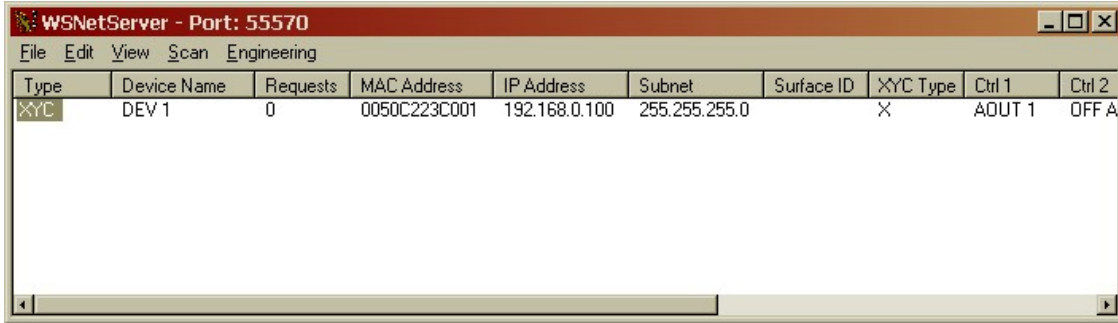 WSNetServer - Port: 55570
File Edit View Scan Engineering
Type Device Name Requests MAC Address IP Address Subnet Surface ID XYC Type Ctrl 1 Ctrl 2
XYC DEV 1 0 0050C223C001 192.168.0.100 255.255.255.0 X AOUT 1 OFF A